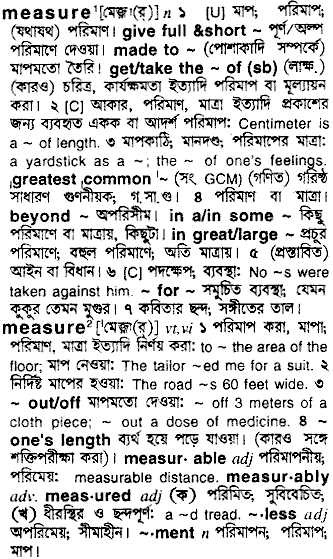 measure¹[মেজ়া(র)] n ১ [U] মাপ; পরিমাপ;
(যথাযথ) পরিমাণ। give full &short ~ পূর্ণ/অল্প
পরিমাণে দেওয়া। made to ~ (পোশাকাদি সম্পর্কে)
মাপমতো তৈরি। get/take the ~ of (sb) (লাক্ষ.)
(কারও) চরিত্র, কার্যক্ষমতা ইত্যাদি পরিমাপ বা মূল্যায়ন
করা। ২ [C] আকার, পরিমাণ, মাত্রা ইত্যাদি প্রকাশের
জন্য ব্যবহৃত একক বা আদর্শ পরিমাপ: Centimeter is
a ~ of length. ৩ মাপকাঠি; মানদণ্ড; পরিমাপের মাত্রা:
a yardstick as a ~; the ~ of one's feelings.
greatest common ~ (সং GCM) (গণিত) গরিষ্ঠ
সাধারণ গুণনীয়ক; গ.সা.গু। ৪ পরিমাণ বা মাত্রা।
beyond ~ অপরিসীম। in a/in some ~ কিছু
পরিমাণে বা মাত্রায়, কিছুটা। in great/large ~ প্রচুর
পরিমাণে; বহুল পরিমাণে; অতি মাত্রায়। ৫ (প্রস্তাবিত)
আইন বা বিধান। ৬ [C] পদক্ষেপ, ব্যবস্থা: No ~s were
taken against him. ~ for ~ সমুচিত ব্যবস্থা; যেমন
কুকুর তেমন মুগুর। ৭ কবিতার ছন্দ; সঙ্গীতের তাল।
measure² [মেজ়া(র)] vt,vi ১ পরিমাপ করা, মাপা;
পরিমাণ, মাত্রা ইত্যাদি নির্ণয় করা: to ~ the area of the
floor; মাপ নেওয়া: The tailor ~ed me for a suit. ২
নির্দিষ্ট মাপের হওয়া: The road ~s 60 feet wide. ৩
~ out/off মাপমতো দেওয়া: ~ off 3 meters of a
cloth piece; ~ out a dose of medicine. ৪ ~
one's length ব্যর্থ হয়ে পড়ে যাওয়া। (কারও সঙ্গে
শক্তিপরীক্ষা করা)। measur·able adj পরিমাপনীয়;
পরিমেয়: measurable distance. measur·ably
adv. meas·ured adj (ক) পরিমিত; সুবিবেচিত;
(খ) ধীরস্থির ও ছন্দপূর্ণ: a ~d tread. ~·less adj
অপরিমেয়; সীমাহীন। ~·ment n পরিমাপন; পরিমাপ,
মাপ।